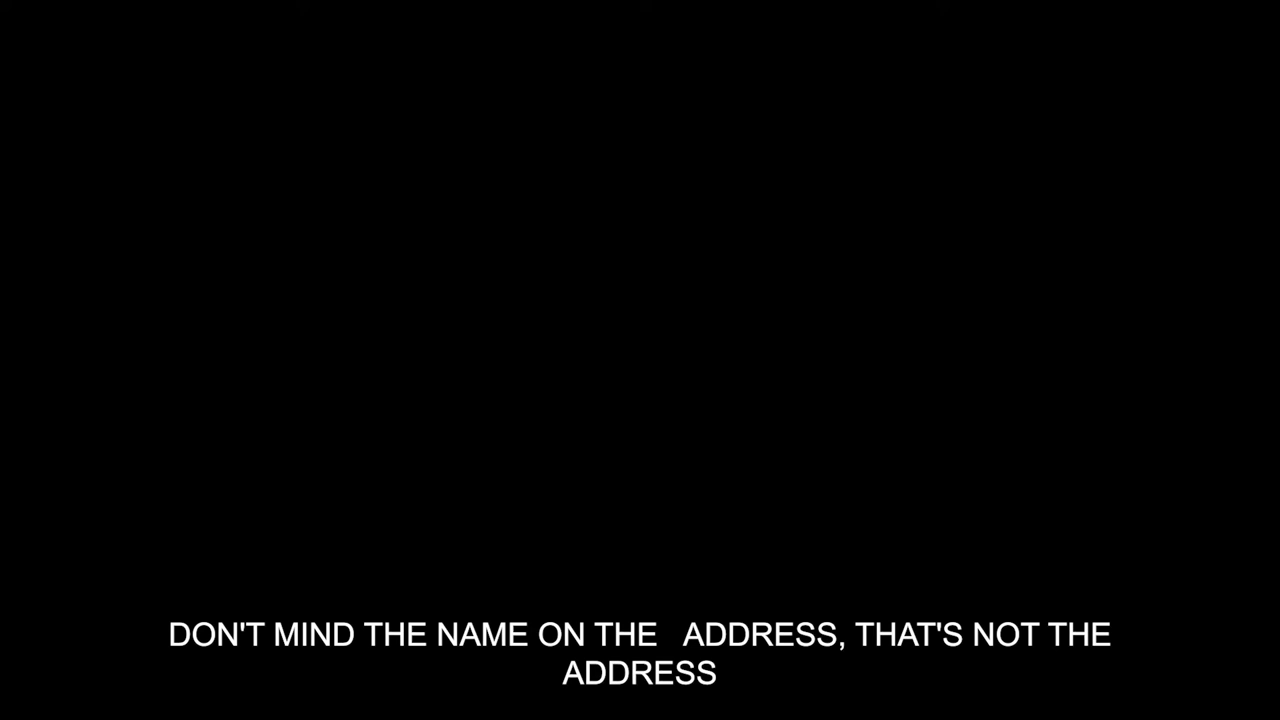 DON'T MIND THE NAME ON THE   ADDRESS, THAT'S NOT THE
ADDRESS